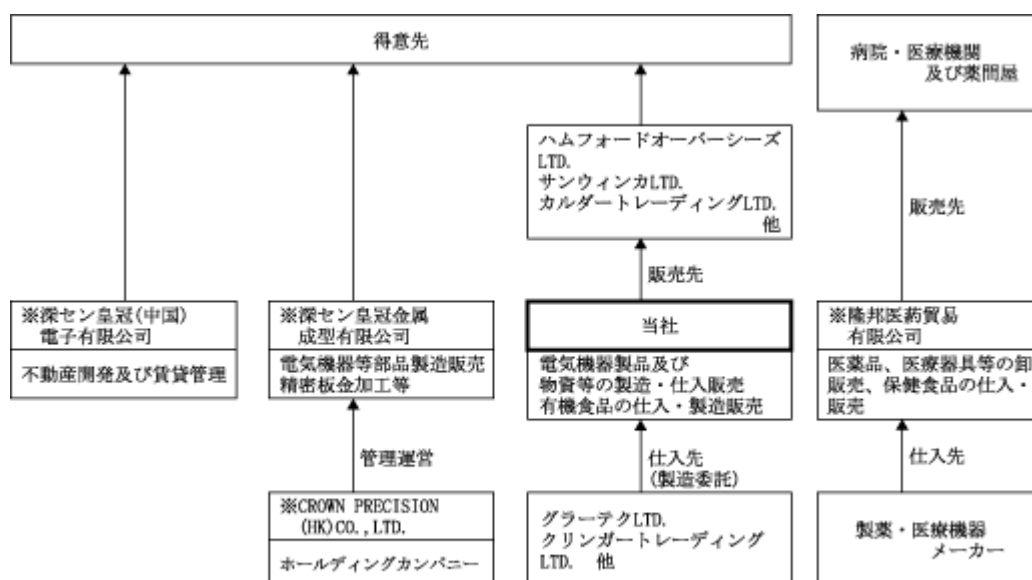 得意先
病院・医療機関
及び薬問屋
ハムフォードオーバーシーズ
LTD.
サンウィンカLTD.
カルダートレーディングLTD.
他
販売先
販売先
※深セン皇冠(中国)
電子有限公司
不動産開発及び賃貸管理
※深セン皇冠金属
成型有限公司
電気機器等部品製造販売
精密板金加工等
当社
電気機器製品及び
物資等の製造・仕入販売
有機食品の仕入・製造販売
※隆邦医葯貿易
有限公司
医薬品、医療器具等の卸
販売、保健食品の仕入・
販売
管理運営
仕入先
(製造委託)
仕入先
※CROWN PRECISION
(HK)CO.,LTD.
ホールディングカンパニー
グラーテクLTD.
クリンガートレーディング
LTD. 他
製薬・医療機器
メーカー